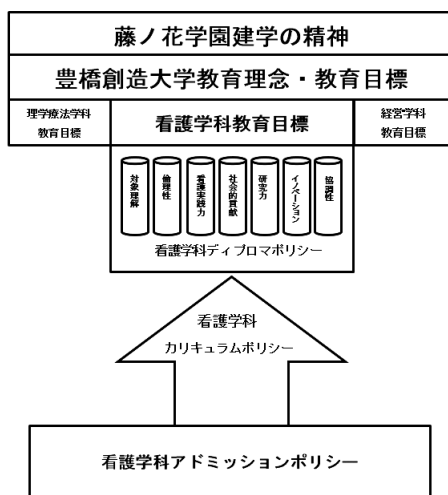 藤ノ花学園建学の精神
豊橋創造大学教育理念・教育目標
理学療法学科
教育目標
看護学科教育目標
経営学科
教育目標
対象理解
倫理性
看護実践力
社会的貢献
研究力
イノベーション
協調性
看護学科ディプロマポリシー
看護学科
カリキュラムポリシー
看護学科アドミッションポリシー